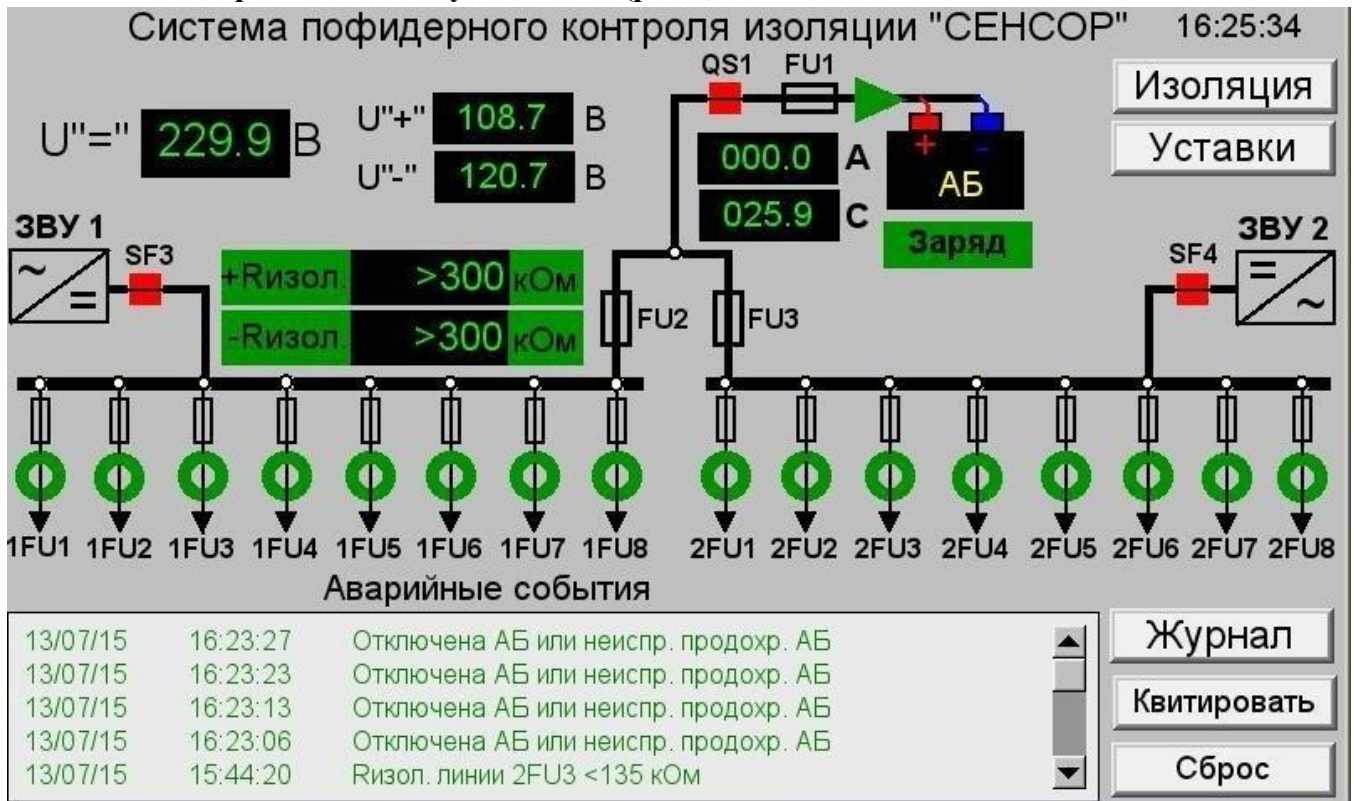 Система пофидерного контроля изоляции "СЕНСОР" 16:25:34
QS1 FU1
Изоляция
U"=" 229.9 В
U"+" 108.7 В
U"-" 120.7 В
000.0 А
025.9 С
+ -
АБ
Заряд
Уставки
ЗВУ 1
SF3
~ =
+Rизол. >300 кОм
-Rизол. >300 кОм
FU2 FU3
SF4
ЗВУ 2
= ~
1FU1 1FU2 1FU3 1FU4 1FU5 1FU6 1FU7 1FU8 2FU1 2FU2 2FU3 2FU4 2FU5 2FU6 2FU7 2FU8
Аварийные события
13/07/15 16:23:27 Отключена АБ или неиспр. продохр. АБ
13/07/15 16:23:23 Отключена АБ или неиспр. продохр. АБ
13/07/15 16:23:13 Отключена АБ или неиспр. продохр. АБ
13/07/15 16:23:06 Отключена АБ или неиспр. продохр. АБ
13/07/15 15:44:20 Rизол. линии 2FU3 <135 кОм
Журнал
Квитировать
Сброс